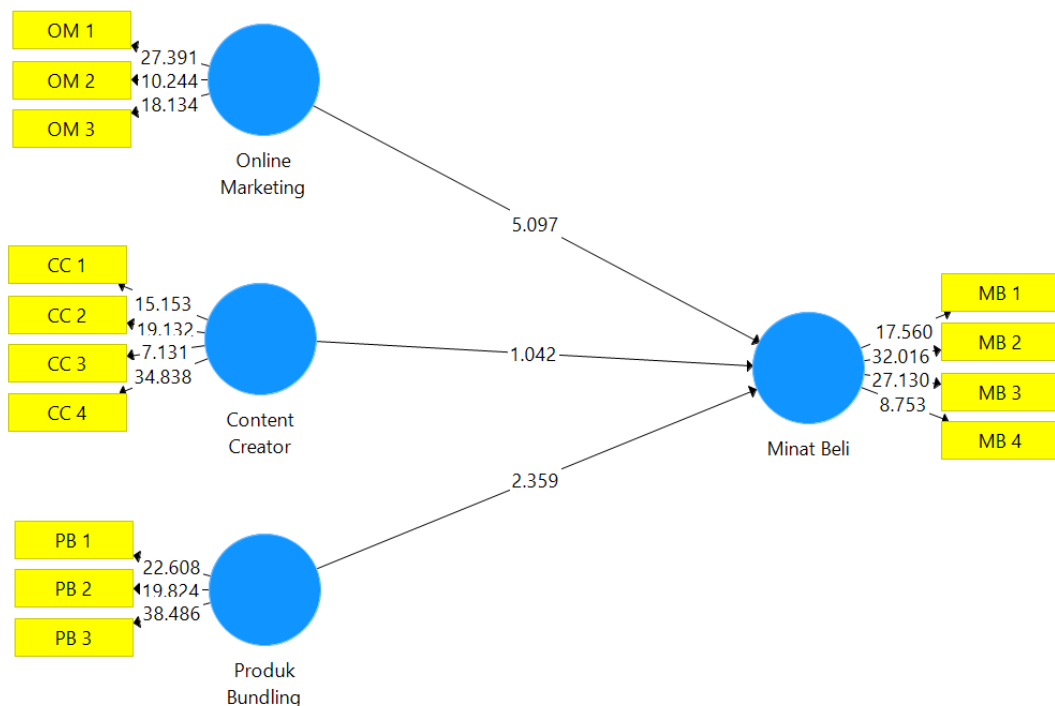 OM 1
OM 2
OM 3
27.391
10.244
18.134
Online
Marketing
5.097
CC 1
CC 2
CC 3
CC 4
15.153
19.132
7.131
34.838
Content
Creator
1.042
PB 1
PB 2
PB 3
22.608
19.824
38.486
Produk
Bundling
2.359
Minat Beli
17.560
32.016
27.130
8.753
MB 1
MB 2
MB 3
MB 4